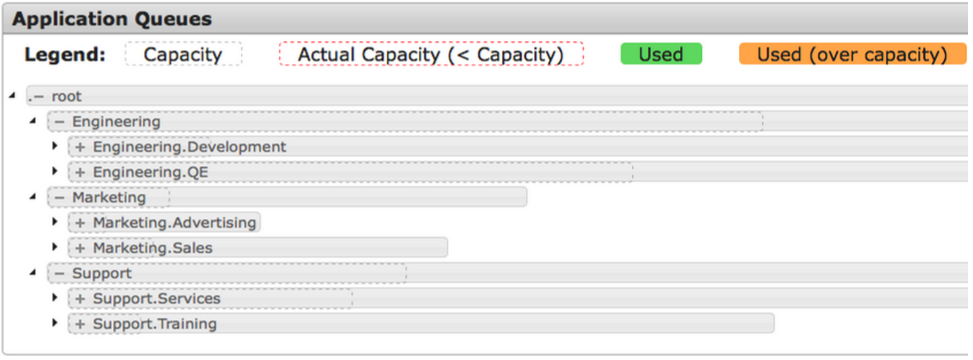 Application Queues
Legend: Capacity Actual Capacity (< Capacity) Used Used (over capacity)
.– root
– Engineering
+ Engineering.Development
+ Engineering.QE
– Marketing
+ Marketing.Advertising
+ Marketing.Sales
– Support
+ Support.Services
+ Support.Training